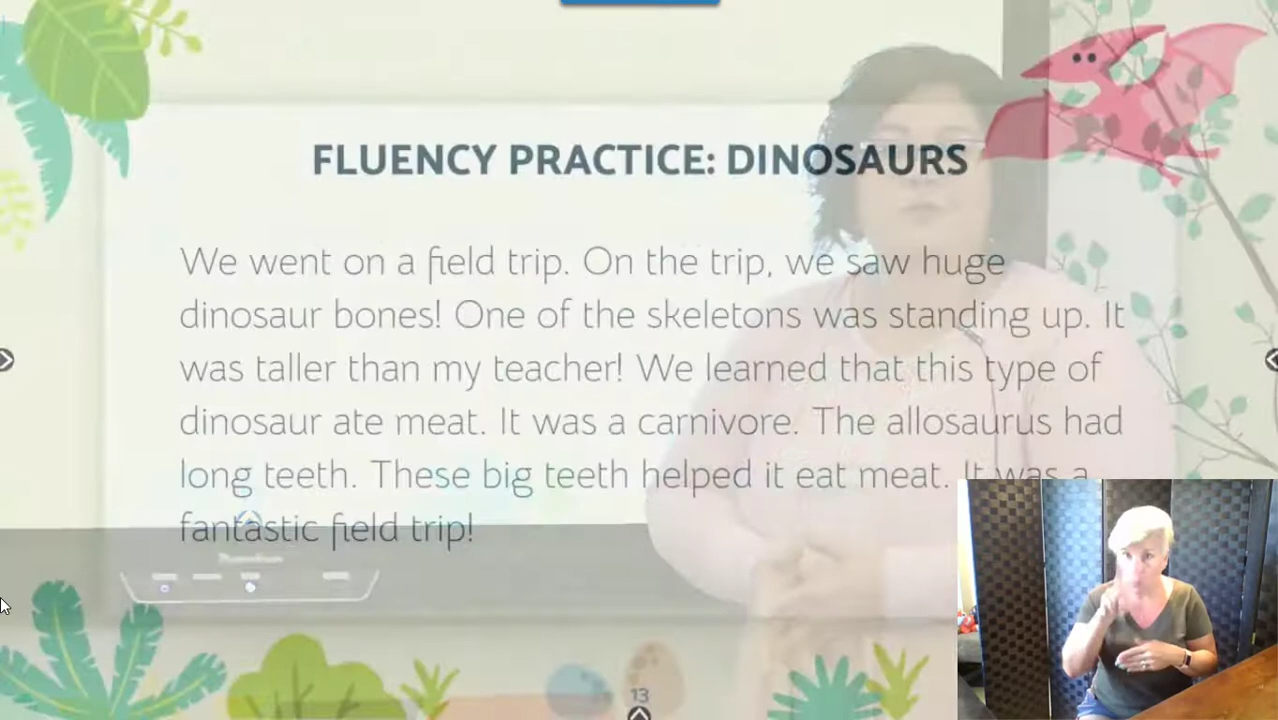 FLUENCY PRACTICE: DINOSAURS
We went on a field trip. On the trip, we saw huge
dinosaur bones! One of the skeletons was standing up. It
was taller than my teacher! We learned that this type of
dinosaur ate meat. It was a carnivore. The allosaurus had
long teeth. These big teeth helped it eat meat. It was a
fantastic field trip!
13